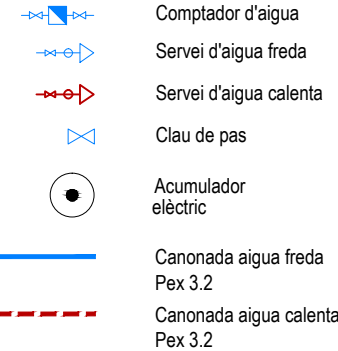 Comptador d'aigua
Servei d'aigua freda
Servei d'aigua calenta
Clau de pas
Acumulador
elèctric
Canonada aigua freda
Pex 3.2
Canonada aigua calenta
Pex 3.2